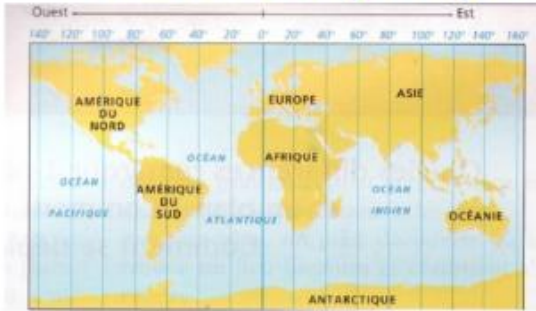 Ouest Est
140° 120° 100° 80° 60° 40° 20° 0° 20° 40° 60° 80° 100° 120° 140° 160°
AMÉRIQUE
DU
NORD
EUROPE
ASIE
OCÉAN
AFRIQUE
OCÉAN
PACIFIQUE
AMÉRIQUE
DU
SUD
ATLANTIQUE
OCÉAN
INDIEN
OCÉANIE
ANTARCTIQUE